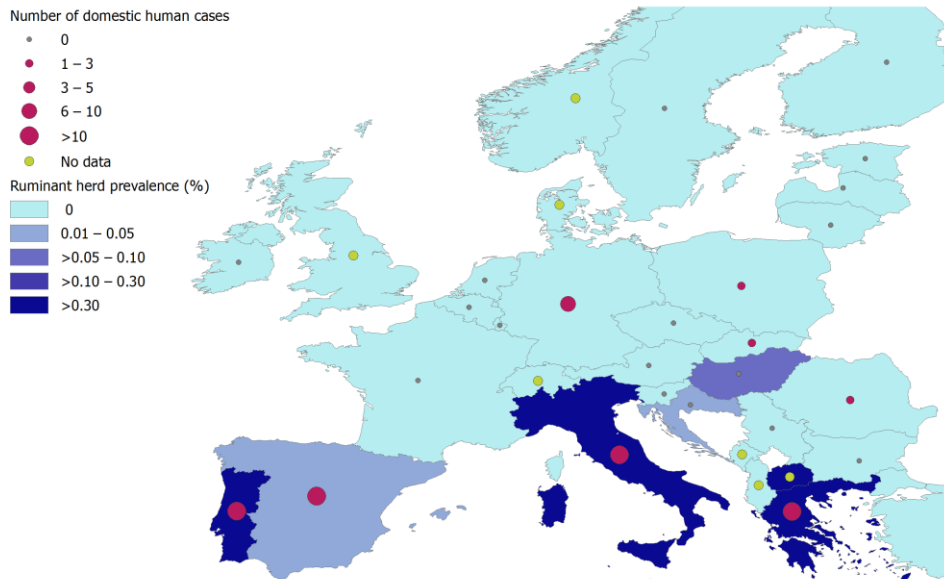 Number of domestic human cases
0
1 – 3
3 – 5
6 – 10
>10
No data
Ruminant herd prevalence (%)
0
0.01 – 0.05
>0.05 – 0.10
>0.10 – 0.30
>0.30